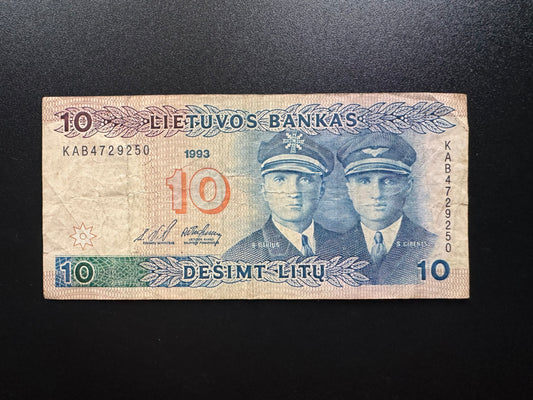 10 LIETUVOS BANKAS
KAB4729250
1993
10
KAB4729250
S. DARIUS
S. GIRĖNAS
10 DEŠIMT LITŲ 10